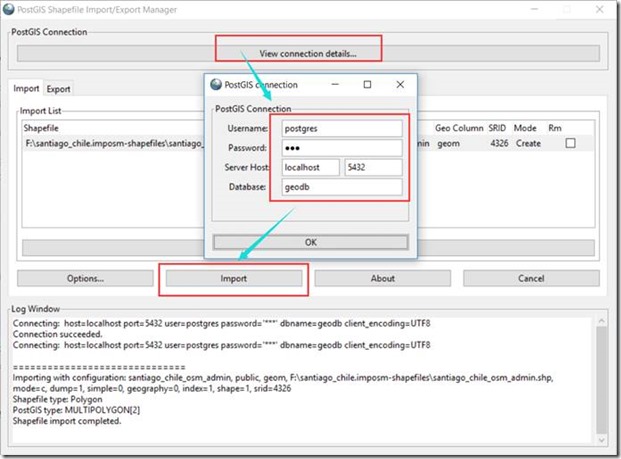 PostGIS Shapefile Import/Export Manager
PostGIS Connection
View connection details...
Import Export
Import List
Shapefile Geo Column SRID Mode Rm
F:\santiago_chile.imposm-shapefiles\santiago_ geom 4326 Create
PostGIS connection
PostGIS Connection
Username: postgres
Password: ●●●
Server Host: localhost 5432
Database: geodb
OK
Options... Import About Cancel
Log Window
Connecting: host=localhost port=5432 user=postgres password='***' dbname=geodb client_encoding=UTF8
Connection succeeded.
Connecting: host=localhost port=5432 user=postgres password='***' dbname=geodb client_encoding=UTF8
==============================
Importing with configuration: santiago_chile_osm_admin, public, geom, F:\santiago_chile.imposm-shapefiles\santiago_chile_osm_admin.shp,
mode=c, dump=1, simple=0, geography=0, index=1, shape=1, srid=4326
Shapefile type: Polygon
PostGIS type: MULTIPOLYGON[2]
Shapefile import completed.